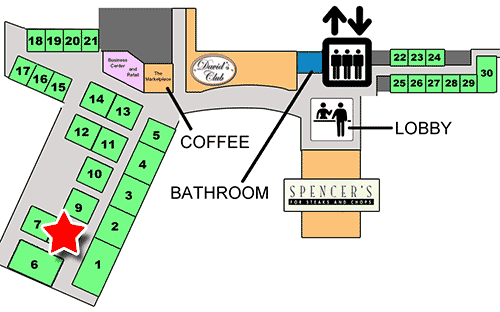 18 19 20 21
Business
Center
and Retail
The
Marketplace
David's
Club
22 23 24
25 26 27 28 29
30
17 16 15
14 13
12 11
10
9
7
6
5
4
3
2
1
COFFEE
BATHROOM
LOBBY
SPENCER'S
FOR STEAKS AND CHOPS